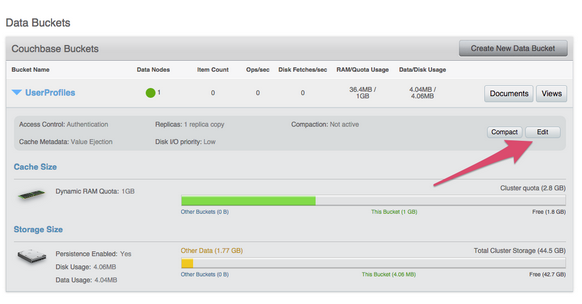 Data Buckets
Couchbase Buckets
Create New Data Bucket
Bucket Name Data Nodes Item Count Ops/sec Disk Fetches/sec RAM/Quota Usage Data/Disk Usage
UserProfiles 1 0 0 0 36.4MB / 1GB 4.04MB / 4.06MB Documents Views
Access Control: Authentication Replicas: 1 replica copy Compaction: Not active Compact Edit
Cache Metadata: Value Ejection Disk I/O priority: Low
Cache Size
Dynamic RAM Quota: 1GB Cluster quota (2.8 GB)
Other Buckets (0 B) This Bucket (1 GB) Free (1.8 GB)
Storage Size
Persistence Enabled: Yes Other Data (1.77 GB) Total Cluster Storage (44.5 GB)
Disk Usage: 4.06MB
Data Usage: 4.04MB Other Buckets (0 B) This Bucket (4.06 MB) Free (42.7 GB)